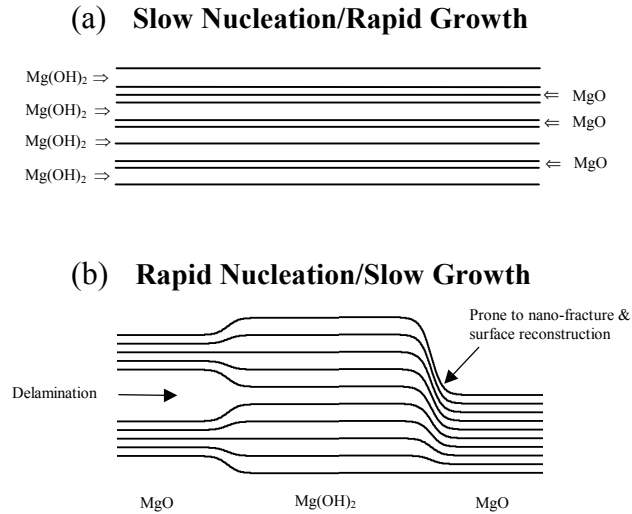 (a) Slow Nucleation/Rapid Growth
Mg(OH)₂ ⇒
⇐ MgO
Mg(OH)₂ ⇒
⇐ MgO
Mg(OH)₂ ⇒
⇐ MgO
Mg(OH)₂ ⇒
(b) Rapid Nucleation/Slow Growth
Prone to nano-fracture &
surface reconstruction
Delamination
MgO Mg(OH)₂ MgO